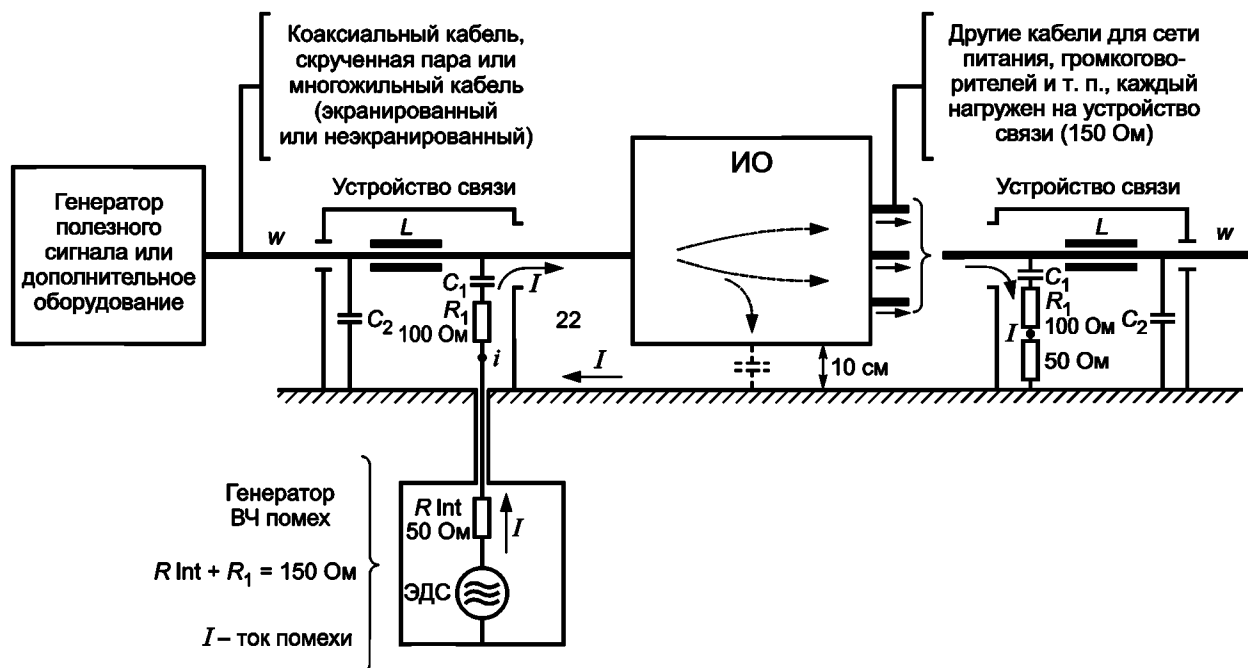 Коаксиальный кабель,
скрученная пара или
многожильный кабель
(экранированный
или неэкранированный)
Другие кабели для сети
питания, громкогово-
рителей и т. п., каждый
нагружен на устройство
связи (150 Ом)
Генератор
полезного
сигнала или
дополнительное
оборудование
Устройство связи
w
L
C2
C1
R1
100 Ом
I
i
22
ИО
I
10 см
Устройство связи
L
w
C1
R1
100 Ом
C2
I
50 Ом
Генератор
ВЧ помех
R Int + R1 = 150 Ом
I – ток помехи
R Int
50 Ом
I
ЭДС